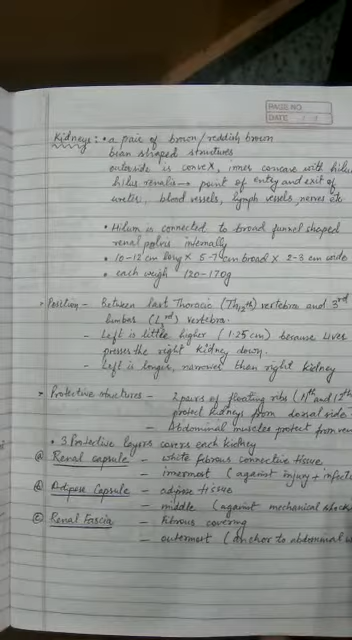 PAGE NO.
DATE
Kidneys : • a pair of brown/reddish brown
bean shaped structures
outerside is convex, inner concave with hilu
hilus renalis → point of entry and exit of
ureter, blood vessels, lymph vessels, nerves etc.
• Hilum is connected to broad funnel shaped
renal pelvis internally
• 10-12 cm long × 5-7 cm broad × 2-3 cm wide
• each weigh 120-170g
Position - Between last Thoracic (Th12th) vertebra and 3rd
lumbar (Lrd) vertebra.
- Left is little higher (1.25 cm) because Liver
presses the right kidney down.
- Left is longer, narrower than right kidney
Protective structures - 2 pairs of floating ribs (11th and 12th
protect kidneys from dorsal side
- Abdominal muscles protect from ven
• 3 Protective layers covers each kidney
(a) Renal capsule - white fibrous connective tissue
- innermost (against injury + infect
(b) Adipose Capsule - adipose tissue
- middle (against mechanical shock
(c) Renal Fascia - Fibrous covering
- outermost (Anchor to abdominal w